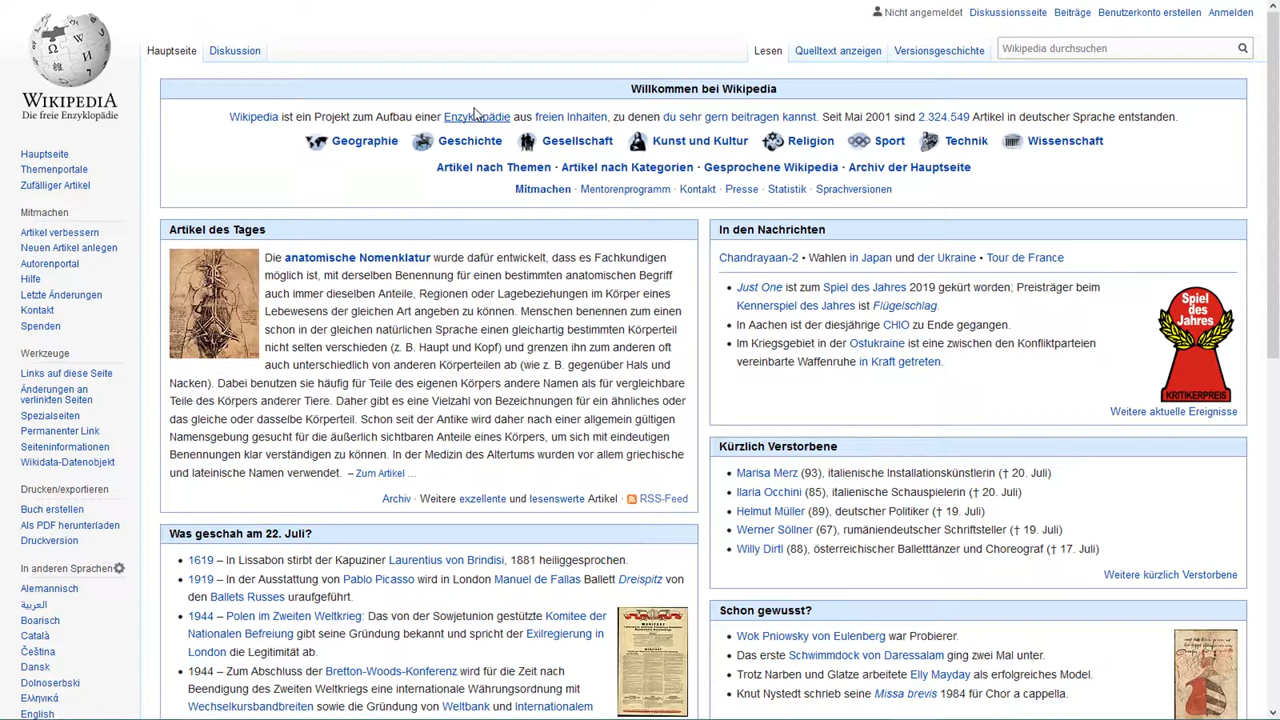 Nicht angemeldet Diskussionsseite Beiträge Benutzerkonto erstellen Anmelden
Hauptseite Diskussion Lesen Quelltext anzeigen Versionsgeschichte Wikipedia durchsuchen
WIKIPEDIA
Die freie Enzyklopädie
Hauptseite
Themenportale
Zufälliger Artikel
Mitmachen
Artikel verbessern
Neuen Artikel anlegen
Autorenportal
Hilfe
Letzte Änderungen
Kontakt
Spenden
Werkzeuge
Links auf diese Seite
Änderungen an
verlinkten Seiten
Spezialseiten
Permanenter Link
Seiteninformationen
Wikidata-Datenobjekt
Drucken/exportieren
Buch erstellen
Als PDF herunterladen
Druckversion
In anderen Sprachen
Alemannisch
العربية
Boarisch
Català
Čeština
Dansk
Dolnoserbski
Ελληνικά
English
Willkommen bei Wikipedia
Wikipedia ist ein Projekt zum Aufbau einer Enzyklopädie aus freien Inhalten, zu denen du sehr gern beitragen kannst. Seit Mai 2001 sind 2.324.549 Artikel in deutscher Sprache entstanden.
Geographie Geschichte Gesellschaft Kunst und Kultur Religion Sport Technik Wissenschaft
Artikel nach Themen · Artikel nach Kategorien · Gesprochene Wikipedia · Archiv der Hauptseite
Mitmachen · Mentorenprogramm · Kontakt · Presse · Statistik · Sprachversionen
Artikel des Tages
Die anatomische Nomenklatur wurde dafür entwickelt, dass es Fachkundigen
möglich ist, mit derselben Benennung für einen bestimmten anatomischen Begriff
auch immer dieselben Anteile, Regionen oder Lagebeziehungen im Körper eines
Lebewesens der gleichen Art angeben zu können. Menschen benennen zum einen
schon in der gleichen natürlichen Sprache einen gleichartig bestimmten Körperteil
nicht selten verschieden (z. B. Haupt und Kopf) und grenzen ihn zum anderen oft
auch unterschiedlich von anderen Körperteilen ab (wie z. B. gegenüber Hals und
Nacken). Dabei benutzen sie häufig für Teile des eigenen Körpers andere Namen als für vergleichbare
Teile des Körpers anderer Tiere. Daher gibt es eine Vielzahl von Bezeichnungen für ein ähnliches oder
das gleiche oder dasselbe Körperteil. Schon seit der Antike wird daher nach einer allgemein gültigen
Namensgebung gesucht für die äußerlich sichtbaren Anteile eines Körpers, um sich mit eindeutigen
Benennungen klar verständigen zu können. In der Medizin des Altertums wurden vor allem griechische
und lateinische Namen verwendet. – Zum Artikel ...
Archiv · Weitere exzellente und lesenswerte Artikel · RSS-Feed
Was geschah am 22. Juli?
1619 – In Lissabon stirbt der Kapuziner Laurentius von Brindisi, 1881 heiliggesprochen.
1919 – In der Ausstattung von Pablo Picasso wird in London Manuel de Fallas Ballett Dreispitz von
den Ballets Russes uraufgeführt.
1944 – Polen im Zweiten Weltkrieg: Das von der Sowjetunion gestützte Komitee der
Nationalen Befreiung gibt seine Gründung bekannt und spricht der Exilregierung in
London die Legitimität ab.
1944 – Zum Abschluss der Bretton-Woods-Konferenz wird für die Zeit nach
Beendigung des Zweiten Weltkriegs eine internationale Währungsordnung mit
Wechselkursbandbreiten sowie die Gründung von Weltbank und Internationalem
In den Nachrichten
Chandrayaan-2 • Wahlen in Japan und der Ukraine • Tour de France
Just One ist zum Spiel des Jahres 2019 gekürt worden; Preisträger beim
Kennerspiel des Jahres ist Flügelschlag.
In Aachen ist der diesjährige CHIO zu Ende gegangen.
Im Kriegsgebiet in der Ostukraine ist eine zwischen den Konfliktparteien
vereinbarte Waffenruhe in Kraft getreten.
Spiel
des
Jahres
KRITIKERPREIS
Weitere aktuelle Ereignisse
Kürzlich Verstorbene
Marisa Merz (93), italienische Installationskünstlerin († 20. Juli)
Ilaria Occhini (85), italienische Schauspielerin († 20. Juli)
Helmut Müller (89), deutscher Politiker († 19. Juli)
Werner Söllner (67), rumäniendeutscher Schriftsteller († 19. Juli)
Willy Dirtl (88), österreichischer Balletttänzer und Choreograf († 17. Juli)
Weitere kürzlich Verstorbene
Schon gewusst?
Wok Pniowsky von Eulenberg war Probierer.
Das erste Schwimmdock von Daressalam ging zwei Mal unter.
Trotz Narben und Glatze arbeitete Elly Mayday als erfolgreiches Model.
Knut Nystedt schrieb seine Missa brevis 1984 für Chor a cappella.